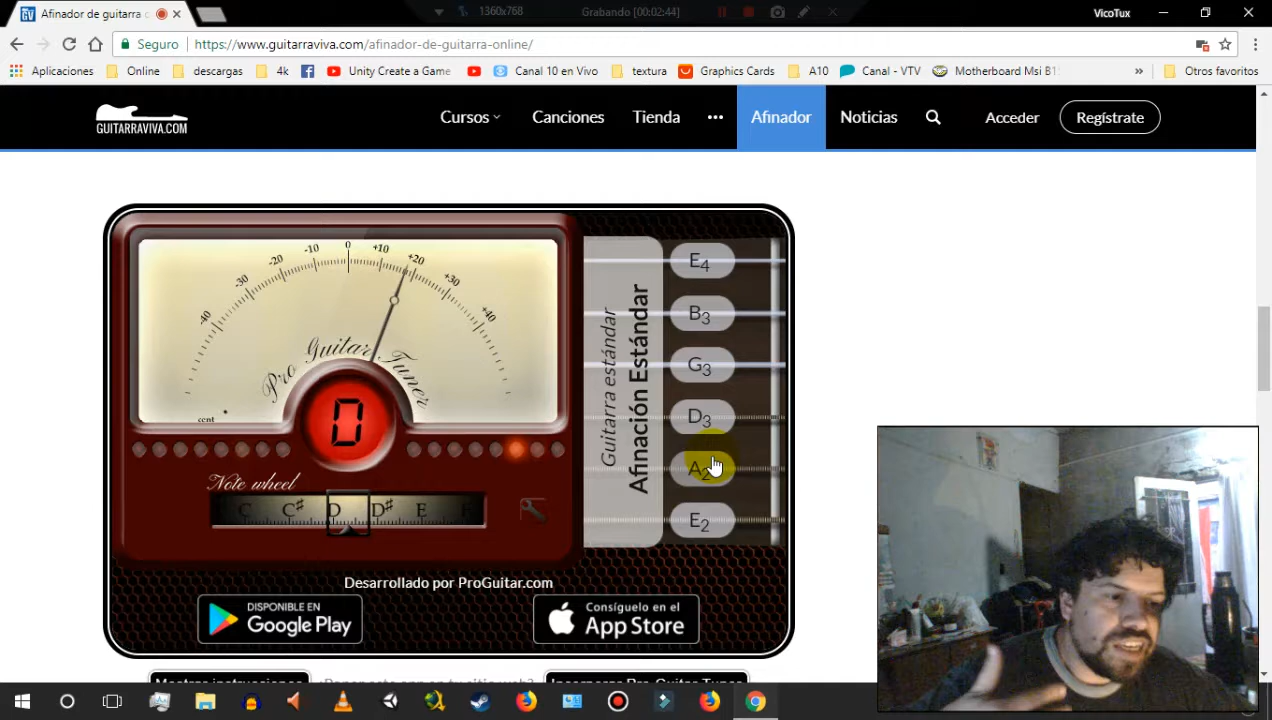 Afinador de guitarra
1360x768
Grabando [00:02:44]
VicoTux
Seguro
https://www.guitarraviva.com/afinador-de-guitarra-online/
Aplicaciones
Online
descargas
4k
Unity Create a Game
Canal 10 en Vivo
textura
Graphics Cards
A10
Canal - VTV
Motherboard Msi B1
»
Otros favoritos
GUITARRAVIVA.COM
Cursos
Canciones
Tienda
Afinador
Noticias
Acceder
Regístrate
-40
-30
-20
-10
0
+10
+20
+30
+40
Pro Guitar Tuner
cent
D
Note wheel
C C♯ D D♯ E F
Guitarra estándar
Afinación Estándar
E4
B3
G3
D3
A2
E2
Desarrollado por ProGuitar.com
DISPONIBLE EN
Google Play
Consíguelo en el
App Store